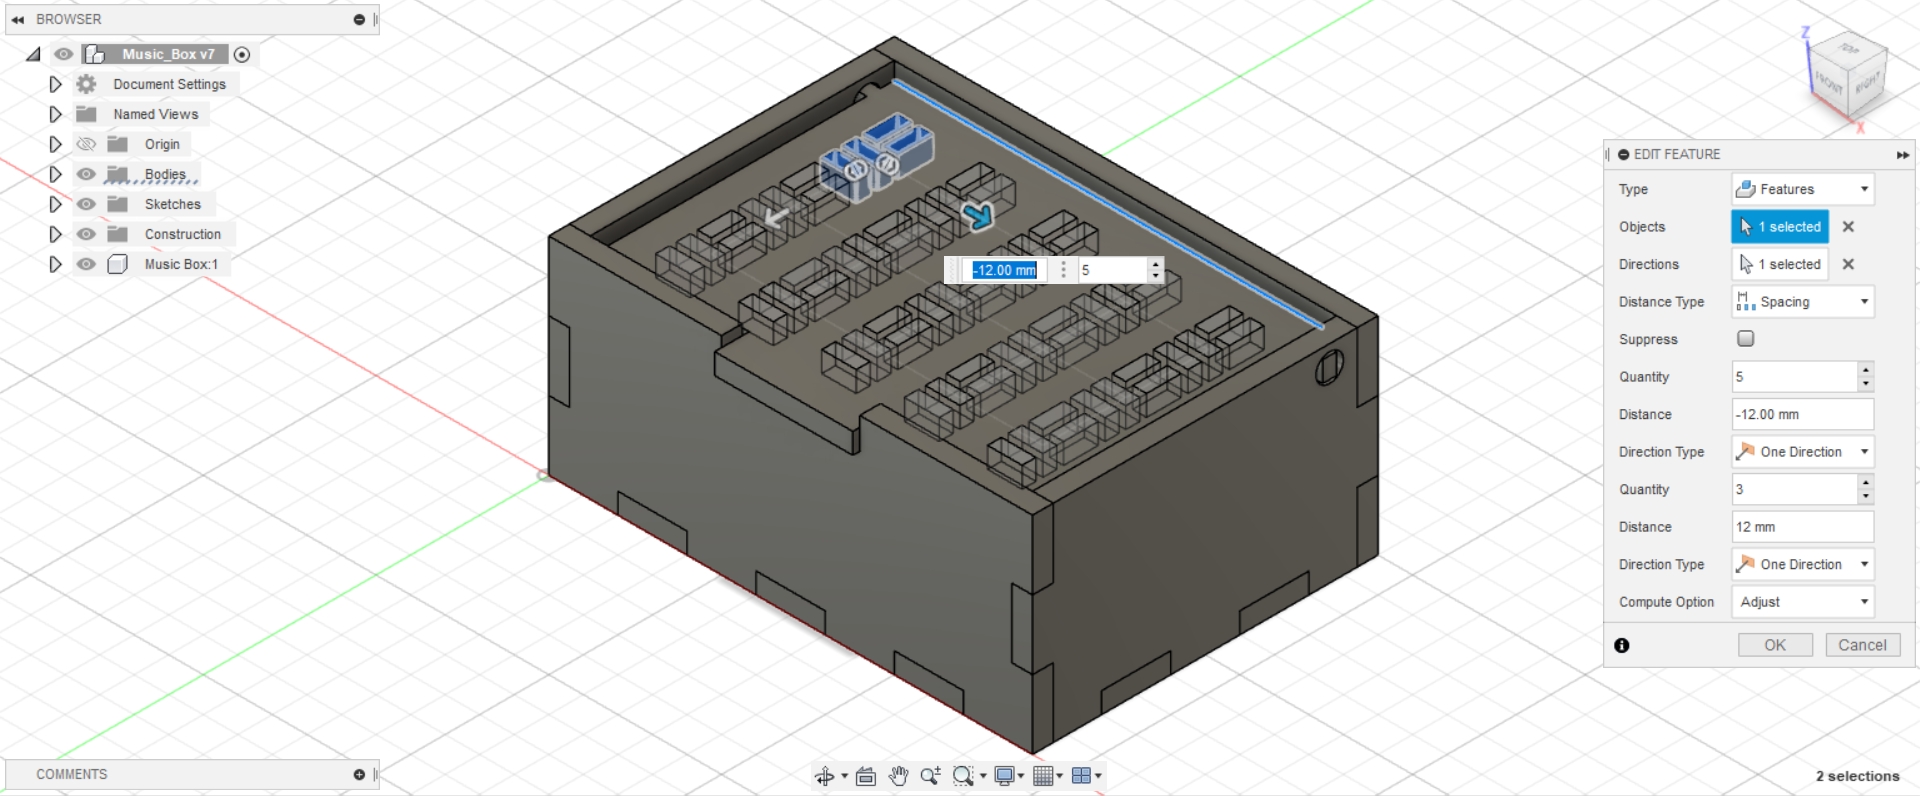 BROWSER
Music_Box v7
Document Settings
Named Views
Origin
Bodies
Sketches
Construction
Music Box:1
Z
TOP
FRONT
RIGHT
X
-12.00 mm
5
EDIT FEATURE
Type Features
Objects 1 selected
Directions 1 selected
Distance Type Spacing
Suppress
Quantity 5
Distance -12.00 mm
Direction Type One Direction
Quantity 3
Distance 12 mm
Direction Type One Direction
Compute Option Adjust
OK Cancel
COMMENTS
2 selections